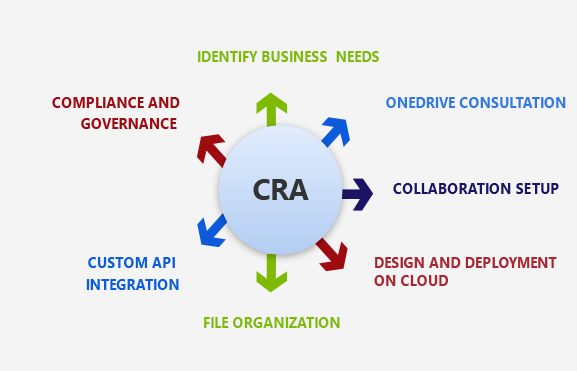 IDENTIFY BUSINESS NEEDS
COMPLIANCE AND
GOVERNANCE
ONEDRIVE CONSULTATION
CRA
COLLABORATION SETUP
CUSTOM API
INTEGRATION
DESIGN AND DEPLOYMENT
ON CLOUD
FILE ORGANIZATION